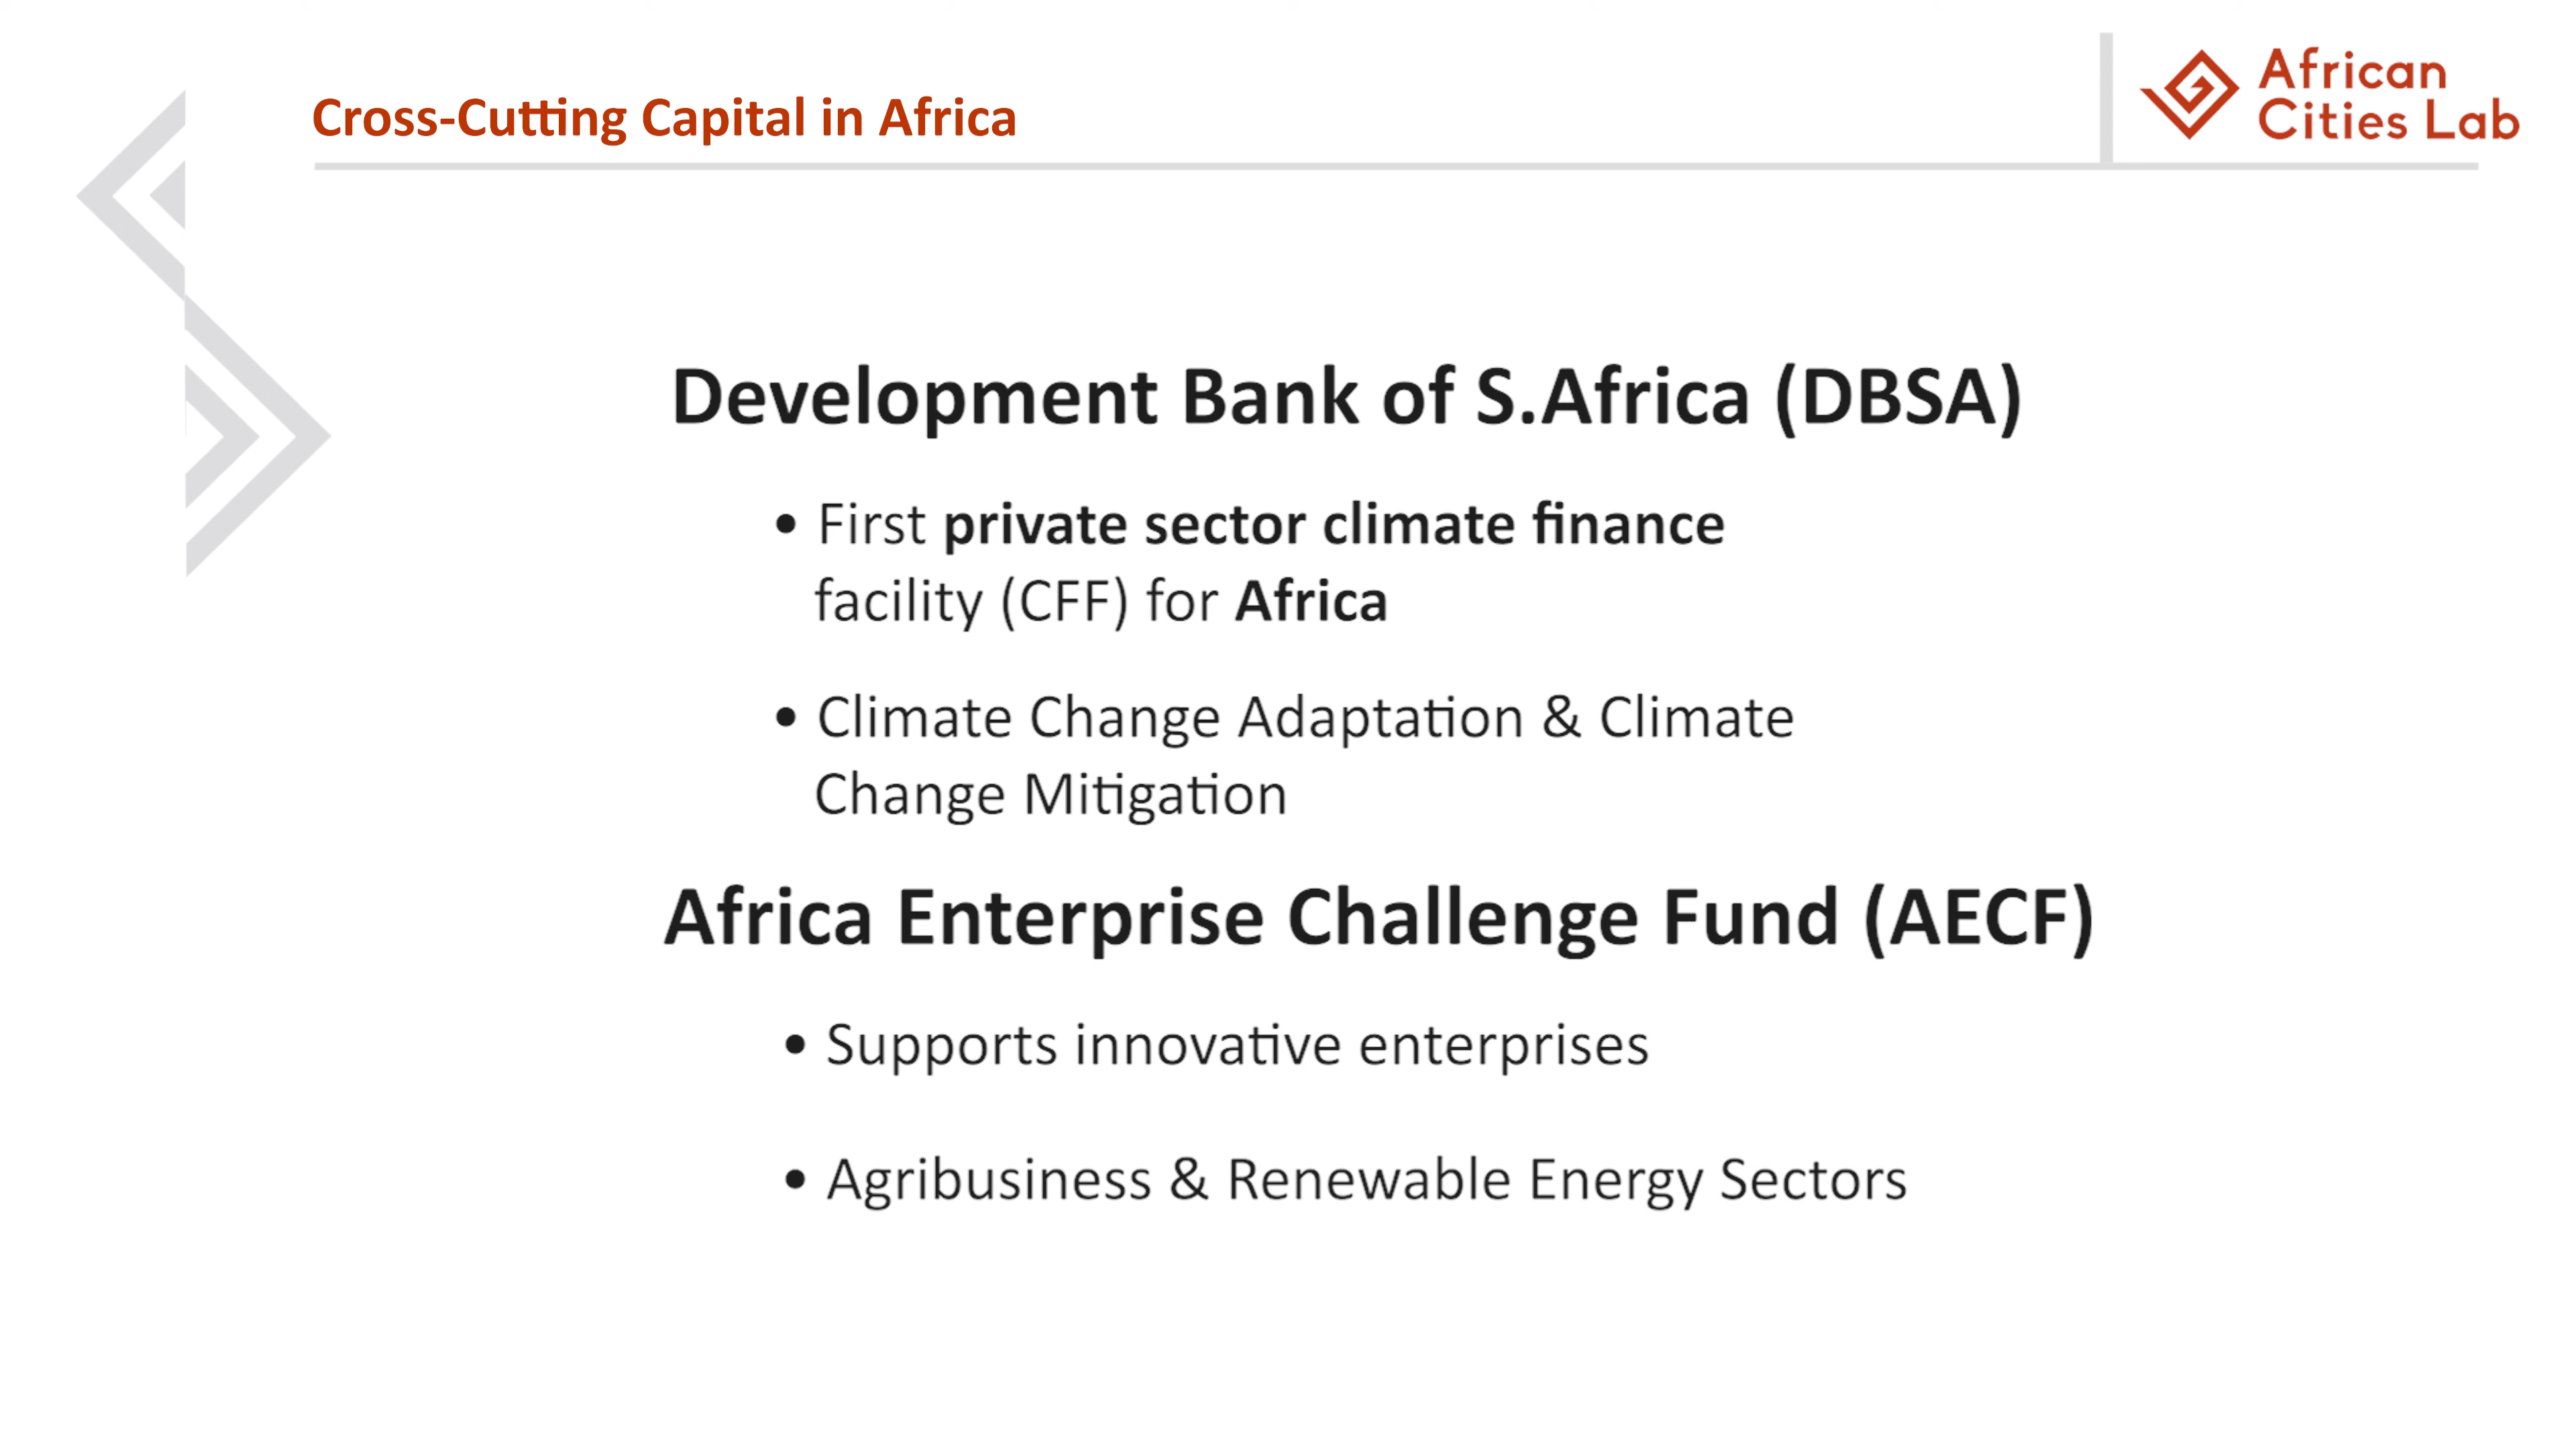 Cross-Cutting Capital in Africa
African
Cities Lab
Development Bank of S.Africa (DBSA)
• First private sector climate finance
facility (CFF) for Africa
• Climate Change Adaptation & Climate
Change Mitigation
Africa Enterprise Challenge Fund (AECF)
• Supports innovative enterprises
• Agribusiness & Renewable Energy Sectors